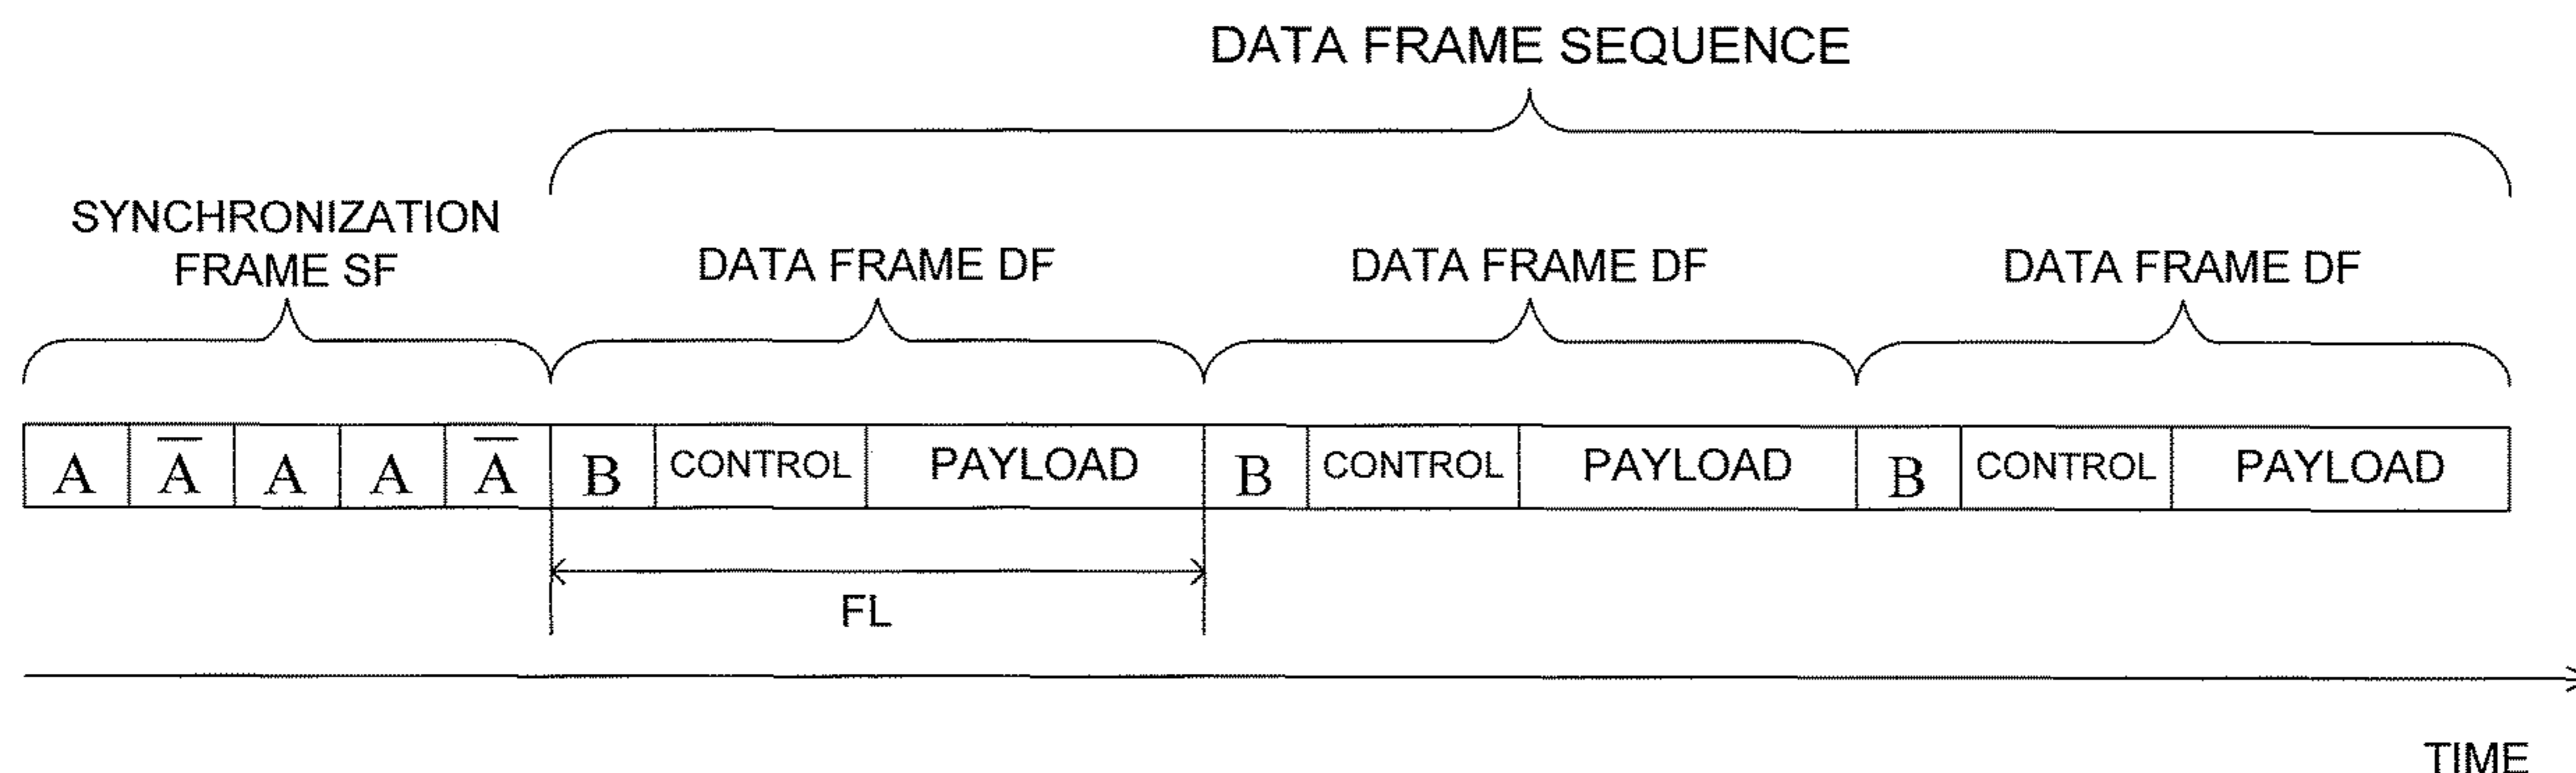 DATA FRAME SEQUENCE
SYNCHRONIZATION
FRAME SF
DATA FRAME DF
DATA FRAME DF
DATA FRAME DF
A A̅ A A A̅ B CONTROL PAYLOAD B CONTROL PAYLOAD B CONTROL PAYLOAD
FL
TIME